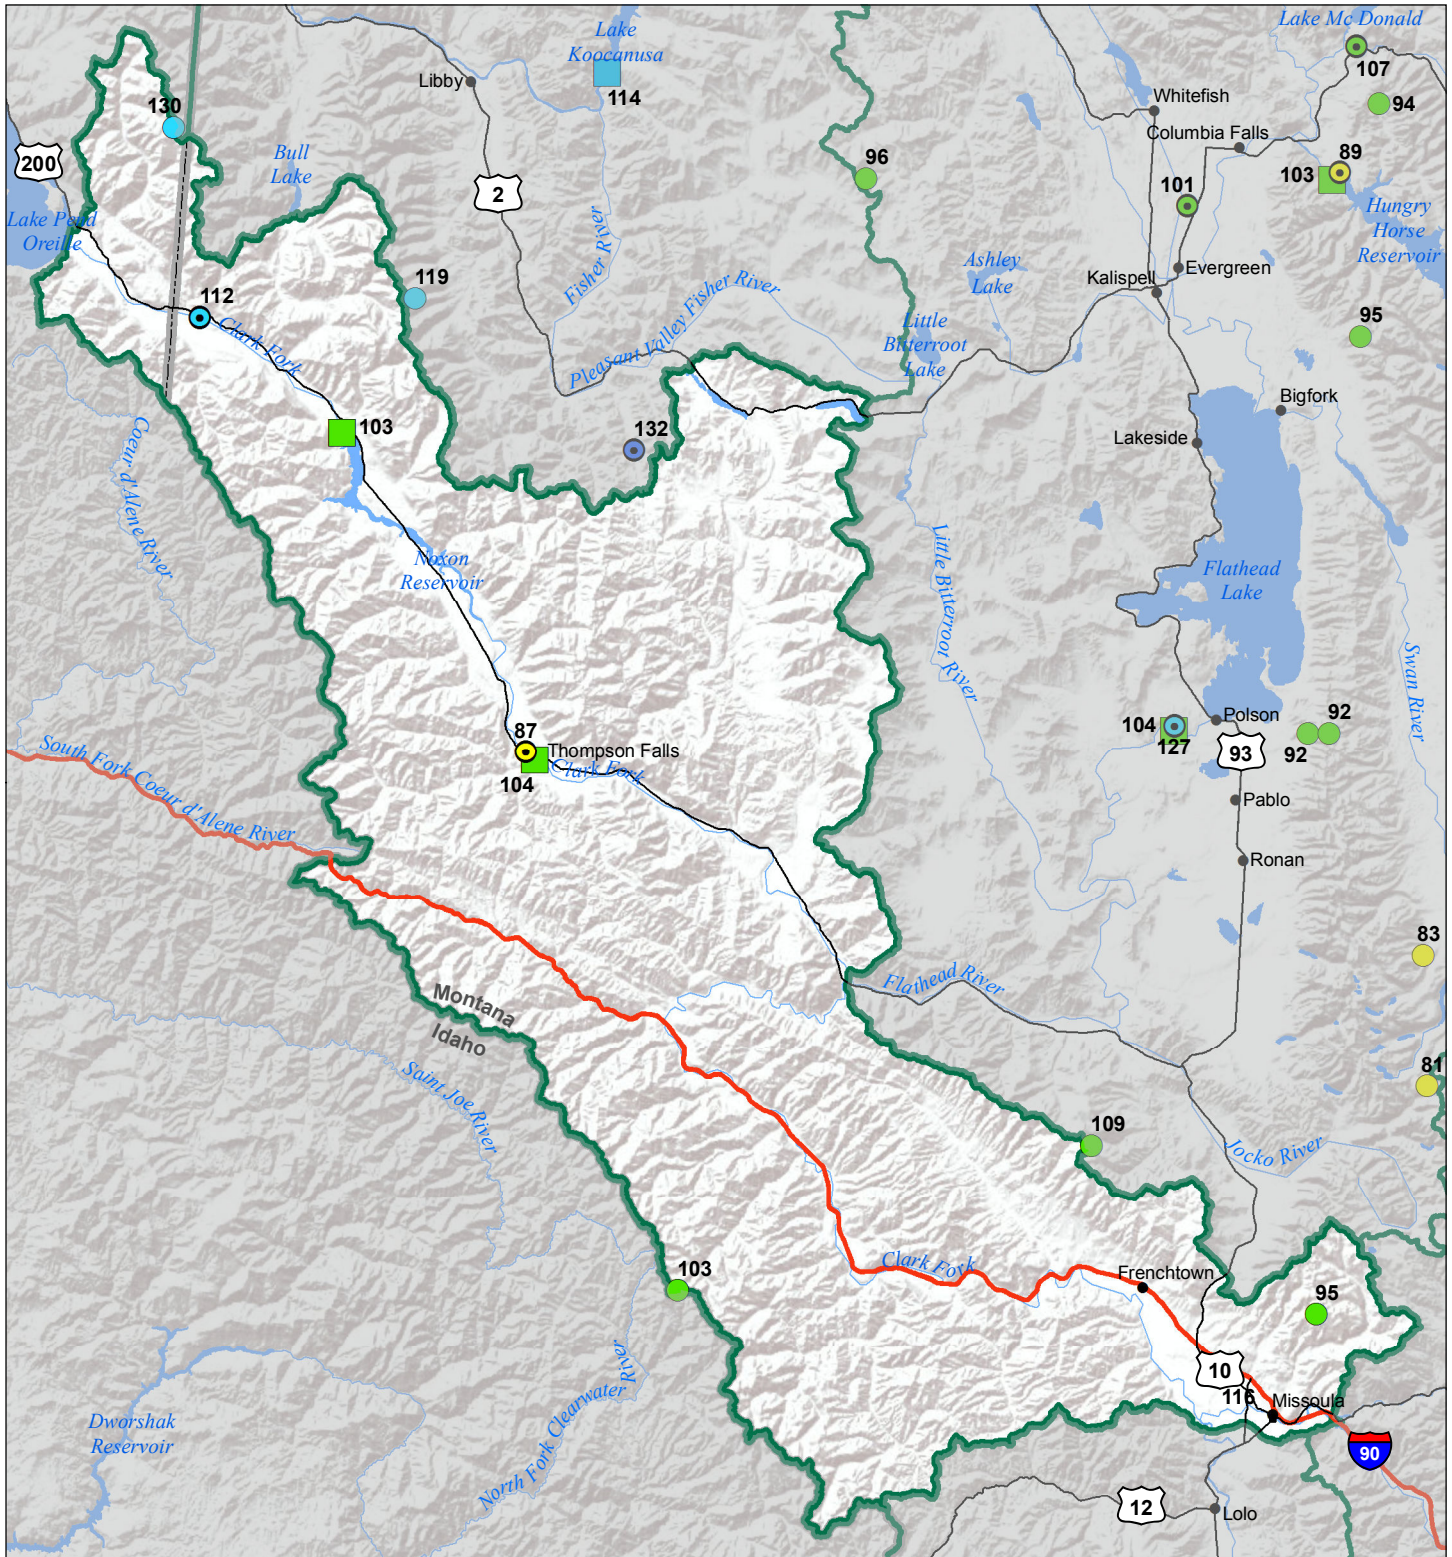 Lake Mc Donald
107
94
Lake
Koocanusa
114
Libby
Whitefish
Columbia Falls
130
200
Bull
Lake
2
96
89
103
101
Hungry
Horse
Reservoir
Lake Pend
Oreille
Fisher River
Ashley
Lake
Evergreen
Kalispell
119
112
Clark Fork
Pleasant Valley Fisher River
Little
Bitterroot
Lake
95
Bigfork
Lakeside
103
132
Coeur d'Alene River
Noxon
Reservoir
Little Bitterroot River
Flathead
Lake
Swan River
87
Thompson Falls
104
Clark Fork
104
127
Polson
93
92
92
Pablo
Ronan
South Fork Coeur d'Alene River
83
Flathead River
Montana
Idaho
81
Saint Joe River
109
Jocko River
103
Clark Fork
Frenchtown
95
10
116
Missoula
90
North Fork Clearwater
River
Dworshak
Reservoir
12
Lolo